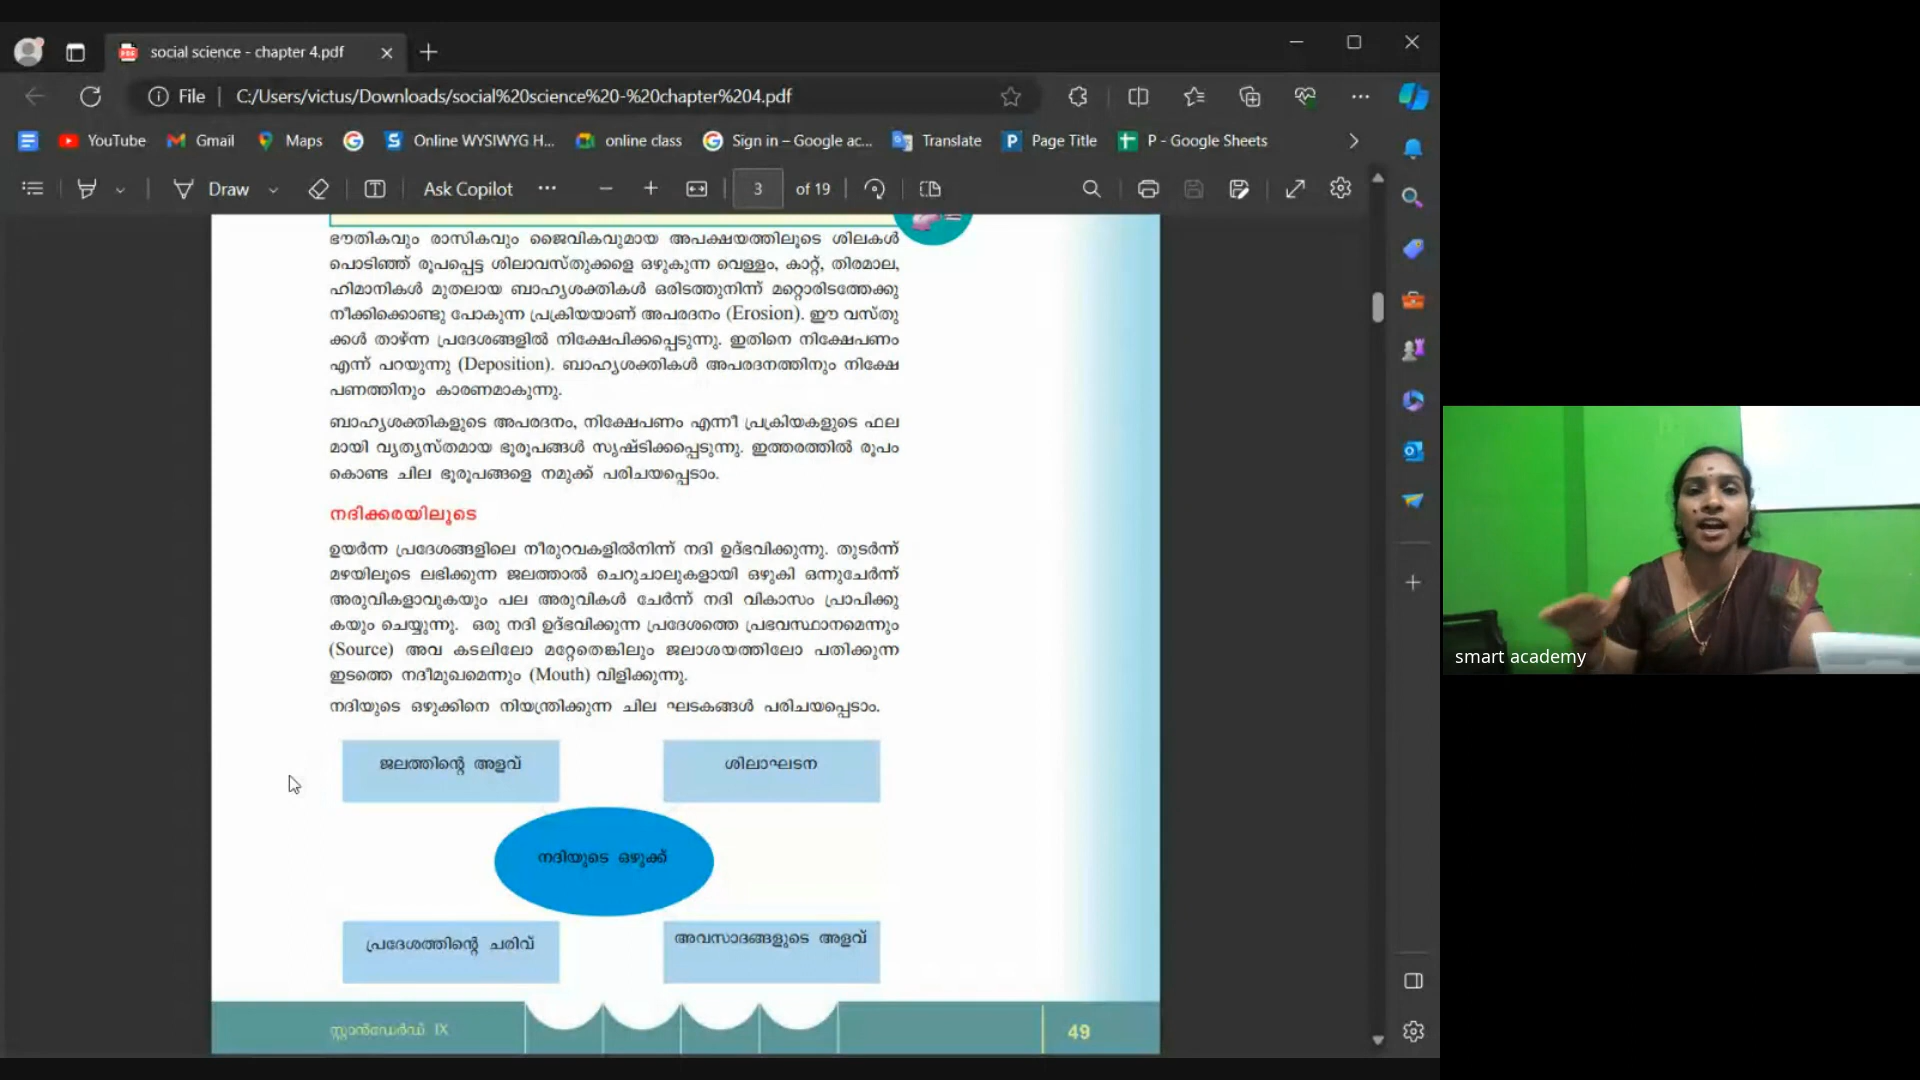 social science - chapter 4.pdf
File
C:/Users/victus/Downloads/social%20science%20-%20chapter%204.pdf
YouTube
Gmail
Maps
Online WYSIWYG H...
online class
Sign in – Google ac...
Translate
Page Title
P - Google Sheets
Draw
Ask Copilot
3 of 19
ഭൗതികവും രാസികവും ജൈവികവുമായ അപക്ഷയത്തിലൂടെ ശിലകൾ
പൊടിഞ്ഞ് രൂപപ്പെട്ട ശിലാവസ്തുക്കളെ ഒഴുകുന്ന വെള്ളം, കാറ്റ്, തിരമാല,
ഹിമാനികൾ മുതലായ ബാഹ്യശക്തികൾ ഒരിടത്തുനിന്ന് മറ്റൊരിടത്തേക്കു
നീക്കിക്കൊണ്ടു പോകുന്ന പ്രക്രിയയാണ് അപരദനം (Erosion). ഈ വസ്തു
ക്കൾ താഴ്ന്ന പ്രദേശങ്ങളിൽ നിക്ഷേപിക്കപ്പെടുന്നു. ഇതിനെ നിക്ഷേപണം
എന്ന് പറയുന്നു (Deposition). ബാഹ്യശക്തികൾ അപരദനത്തിനും നിക്ഷേ
പണത്തിനും കാരണമാകുന്നു.
ബാഹ്യശക്തികളുടെ അപരദനം, നിക്ഷേപണം എന്നീ പ്രക്രിയകളുടെ ഫല
മായി വ്യത്യസ്തമായ ഭൂരൂപങ്ങൾ സൃഷ്ടിക്കപ്പെടുന്നു. ഇത്തരത്തിൽ രൂപം
കൊണ്ട ചില ഭൂരൂപങ്ങളെ നമുക്ക് പരിചയപ്പെടാം.
നദിക്കരയിലൂടെ
ഉയർന്ന പ്രദേശങ്ങളിലെ നീരുറവകളിൽനിന്ന് നദി ഉദ്ഭവിക്കുന്നു. തുടർന്ന്
മഴയിലൂടെ ലഭിക്കുന്ന ജലത്താൽ ചെറുചാലുകളായി ഒഴുകി ഒന്നുചേർന്ന്
അരുവികളാവുകയും പല അരുവികൾ ചേർന്ന് നദി വികാസം പ്രാപിക്കു
കയും ചെയ്യുന്നു. ഒരു നദി ഉദ്ഭവിക്കുന്ന പ്രദേശത്തെ പ്രഭവസ്ഥാനമെന്നും
(Source) അവ കടലിലോ മറ്റേതെങ്കിലും ജലാശയത്തിലോ പതിക്കുന്ന
ഇടത്തെ നദീമുഖമെന്നും (Mouth) വിളിക്കുന്നു.
നദിയുടെ ഒഴുക്കിനെ നിയന്ത്രിക്കുന്ന ചില ഘടകങ്ങൾ പരിചയപ്പെടാം.
ജലത്തിന്റെ അളവ്
ശിലാഘടന
നദിയുടെ ഒഴുക്ക്
പ്രദേശത്തിന്റെ ചരിവ്
അവസാദങ്ങളുടെ അളവ്
സ്റ്റാൻഡേർഡ് IX
49
smart academy